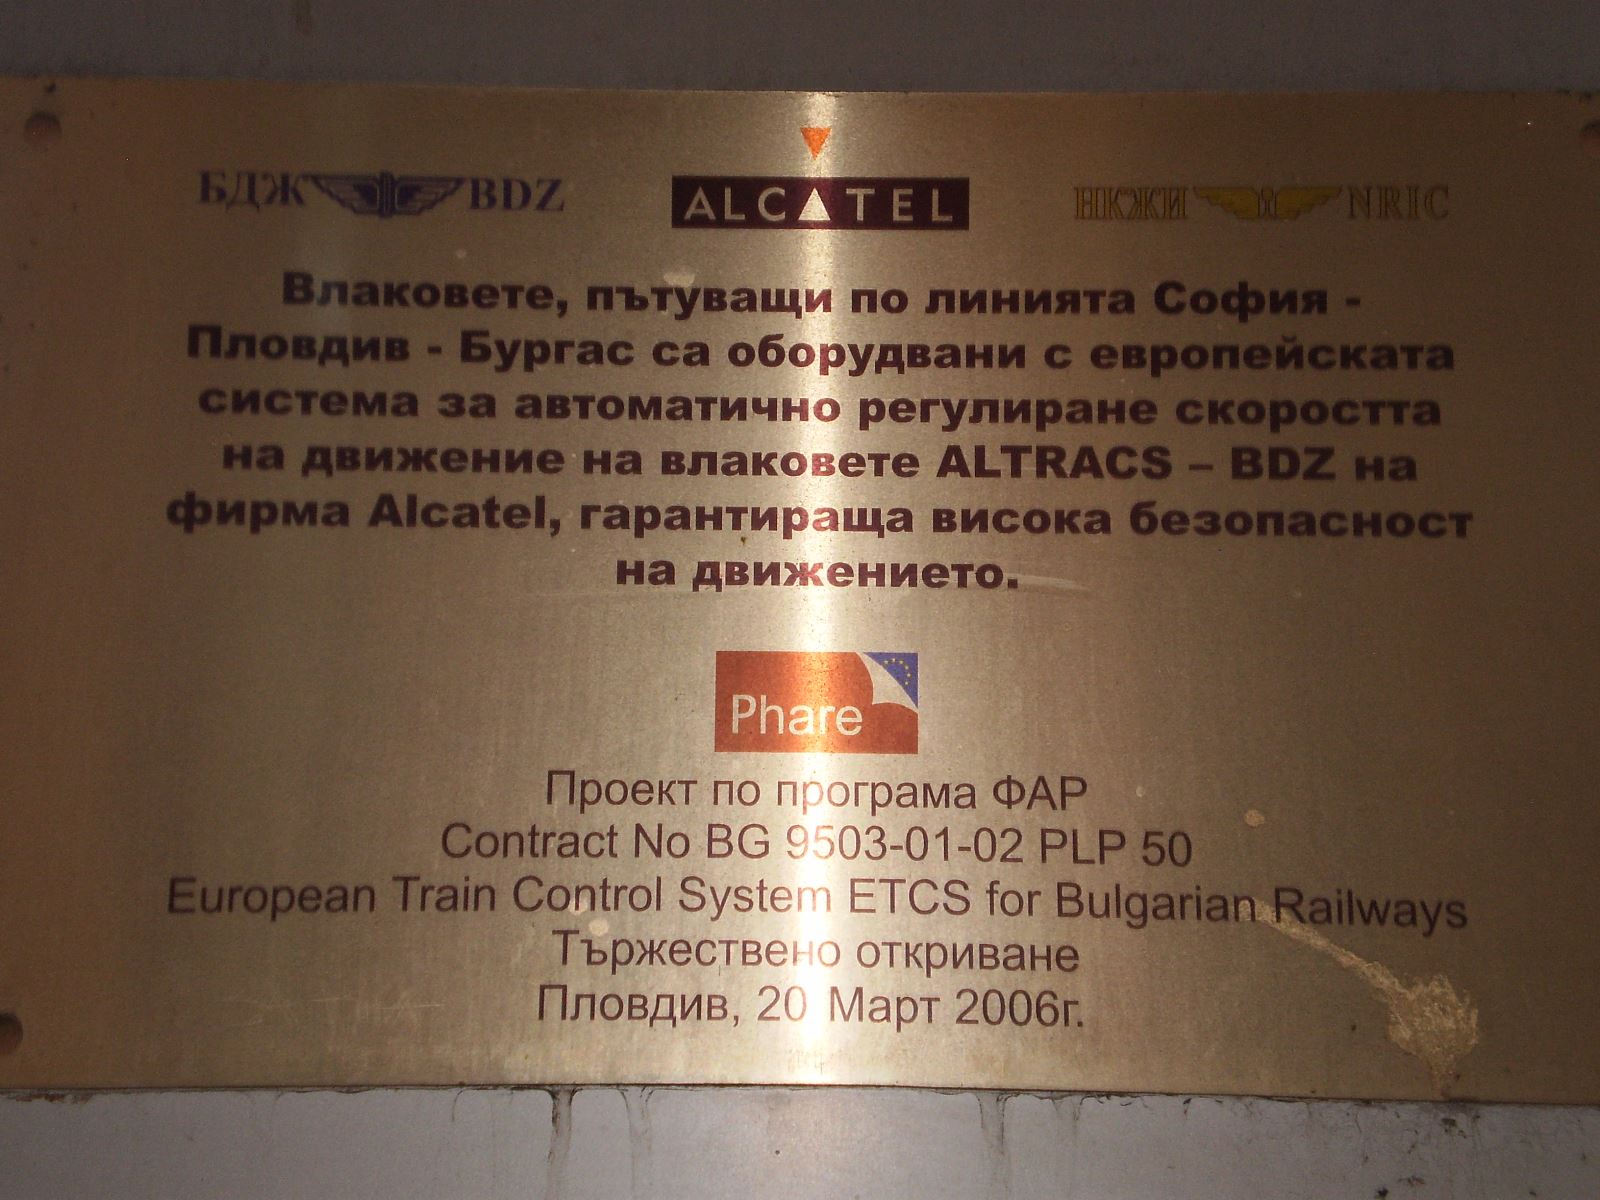 БДЖ BDZ ALCATEL НКЖИ NRIC
Влаковете, пътуващи по линията София -
Пловдив - Бургас са оборудвани с европейската
система за автоматично регулиране скоростта
на движение на влаковете ALTRACS – BDZ на
фирма Alcatel, гарантираща висока безопасност
на движението.
Phare
Проект по програма ФАР
Contract No BG 9503-01-02 PLP 50
European Train Control System ETCS for Bulgarian Railways
Тържествено откриване
Пловдив, 20 Март 2006г.